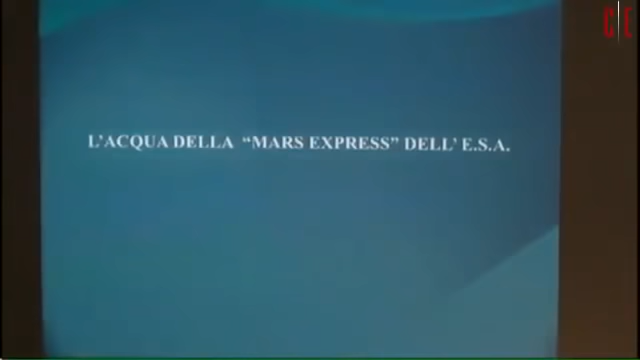 C E
L'ACQUA DELLA “MARS EXPRESS” DELL' E.S.A.